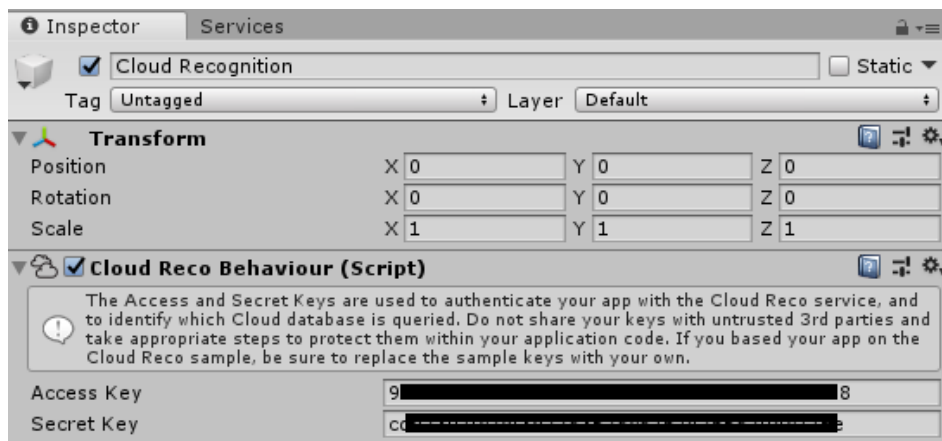 Inspector Services
Cloud Recognition Static
Tag Untagged Layer Default
Transform
Position X 0 Y 0 Z 0
Rotation X 0 Y 0 Z 0
Scale X 1 Y 1 Z 1
Cloud Reco Behaviour (Script)
The Access and Secret Keys are used to authenticate your app with the Cloud Reco service, and
to identify which Cloud database is queried. Do not share your keys with untrusted 3rd parties and
take appropriate steps to protect them within your application code. If you based your app on the
Cloud Reco sample, be sure to replace the sample keys with your own.
Access Key 9 8
Secret Key